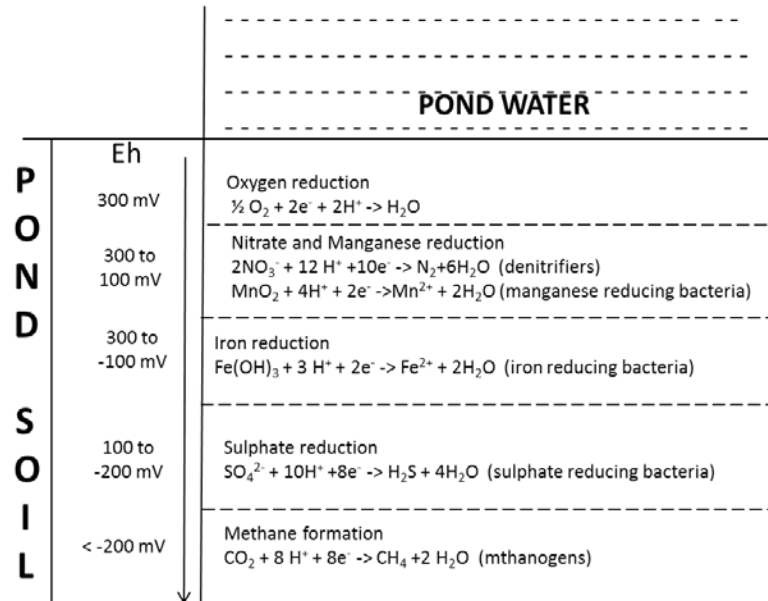 POND WATER
POND SOIL
Eh
300 mV
Oxygen reduction
½ O₂ + 2e⁻ + 2H⁺ -> H₂O
300 to
100 mV
Nitrate and Manganese reduction
2NO₃⁻ + 12 H⁺ +10e⁻ -> N₂+6H₂O (denitrifiers)
MnO₂ + 4H⁺ + 2e⁻ ->Mn²⁺ + 2H₂O (manganese reducing bacteria)
300 to
-100 mV
Iron reduction
Fe(OH)₃ + 3 H⁺ + 2e⁻ -> Fe²⁺ + 2H₂O (iron reducing bacteria)
100 to
-200 mV
Sulphate reduction
SO₄²⁻ + 10H⁺ +8e⁻ -> H₂S + 4H₂O (sulphate reducing bacteria)
< -200 mV
Methane formation
CO₂ + 8 H⁺ + 8e⁻ -> CH₄ +2 H₂O (mthanogens)